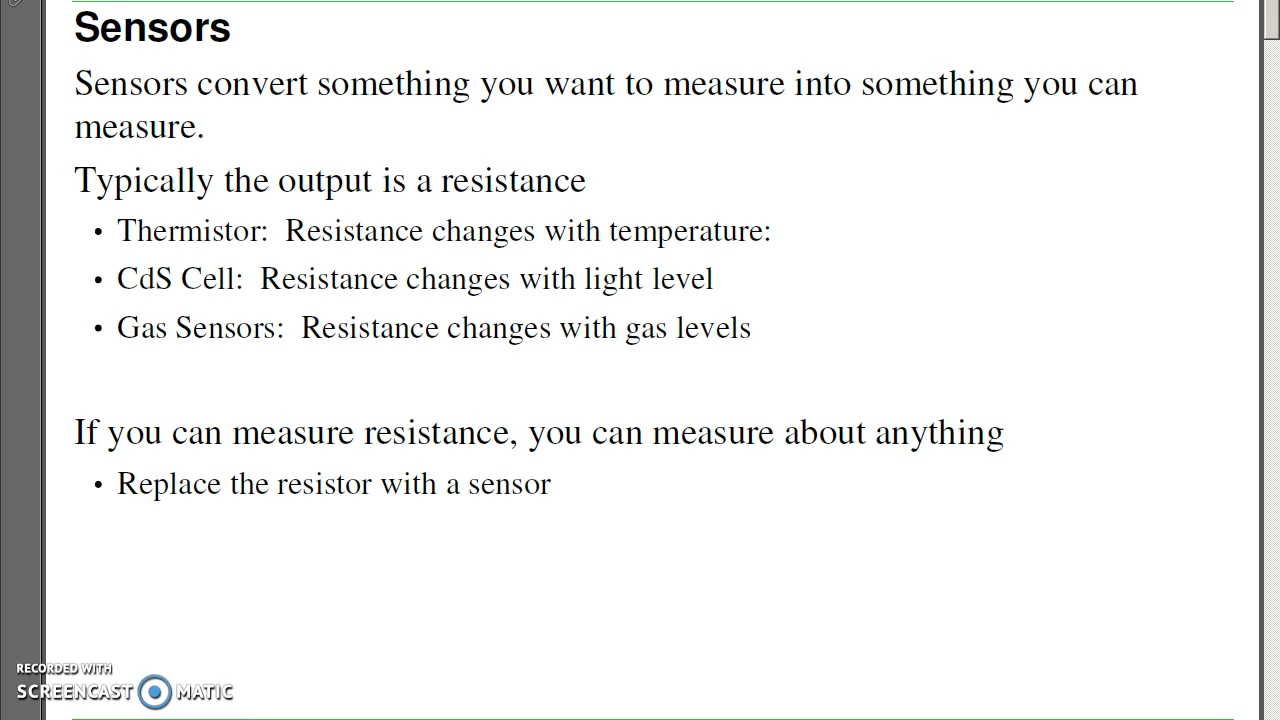 Sensors
Sensors convert something you want to measure into something you can
measure.
Typically the output is a resistance
• Thermistor:  Resistance changes with temperature:
• CdS Cell:  Resistance changes with light level
• Gas Sensors:  Resistance changes with gas levels
If you can measure resistance, you can measure about anything
• Replace the resistor with a sensor
RECORDED WITH
SCREENCAST MATIC